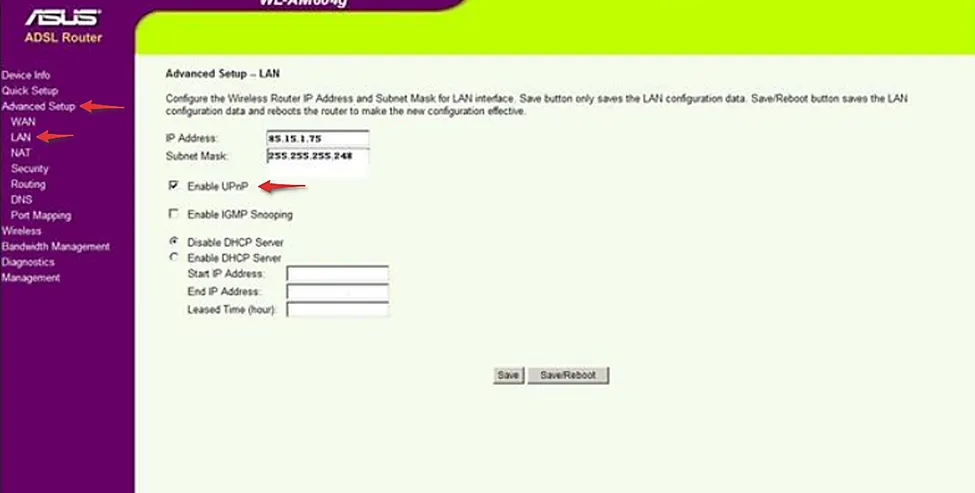 WL-AM604g
ASUS
ADSL Router
Device Info
Quick Setup
Advanced Setup
WAN
LAN
NAT
Security
Routing
DNS
Port Mapping
Wireless
Bandwidth Management
Diagnostics
Management
Advanced Setup – LAN
Configure the Wireless Router IP Address and Subnet Mask for LAN interface. Save button only saves the LAN configuration data. Save/Reboot button saves the LAN
configuration data and reboots the router to make the new configuration effective.
IP Address: 85.15.1.75
Subnet Mask: 255.255.255.248
Enable UPnP
Enable IGMP Snooping
Disable DHCP Server
Enable DHCP Server
Start IP Address:
End IP Address:
Leased Time (hour):
Save Save/Reboot